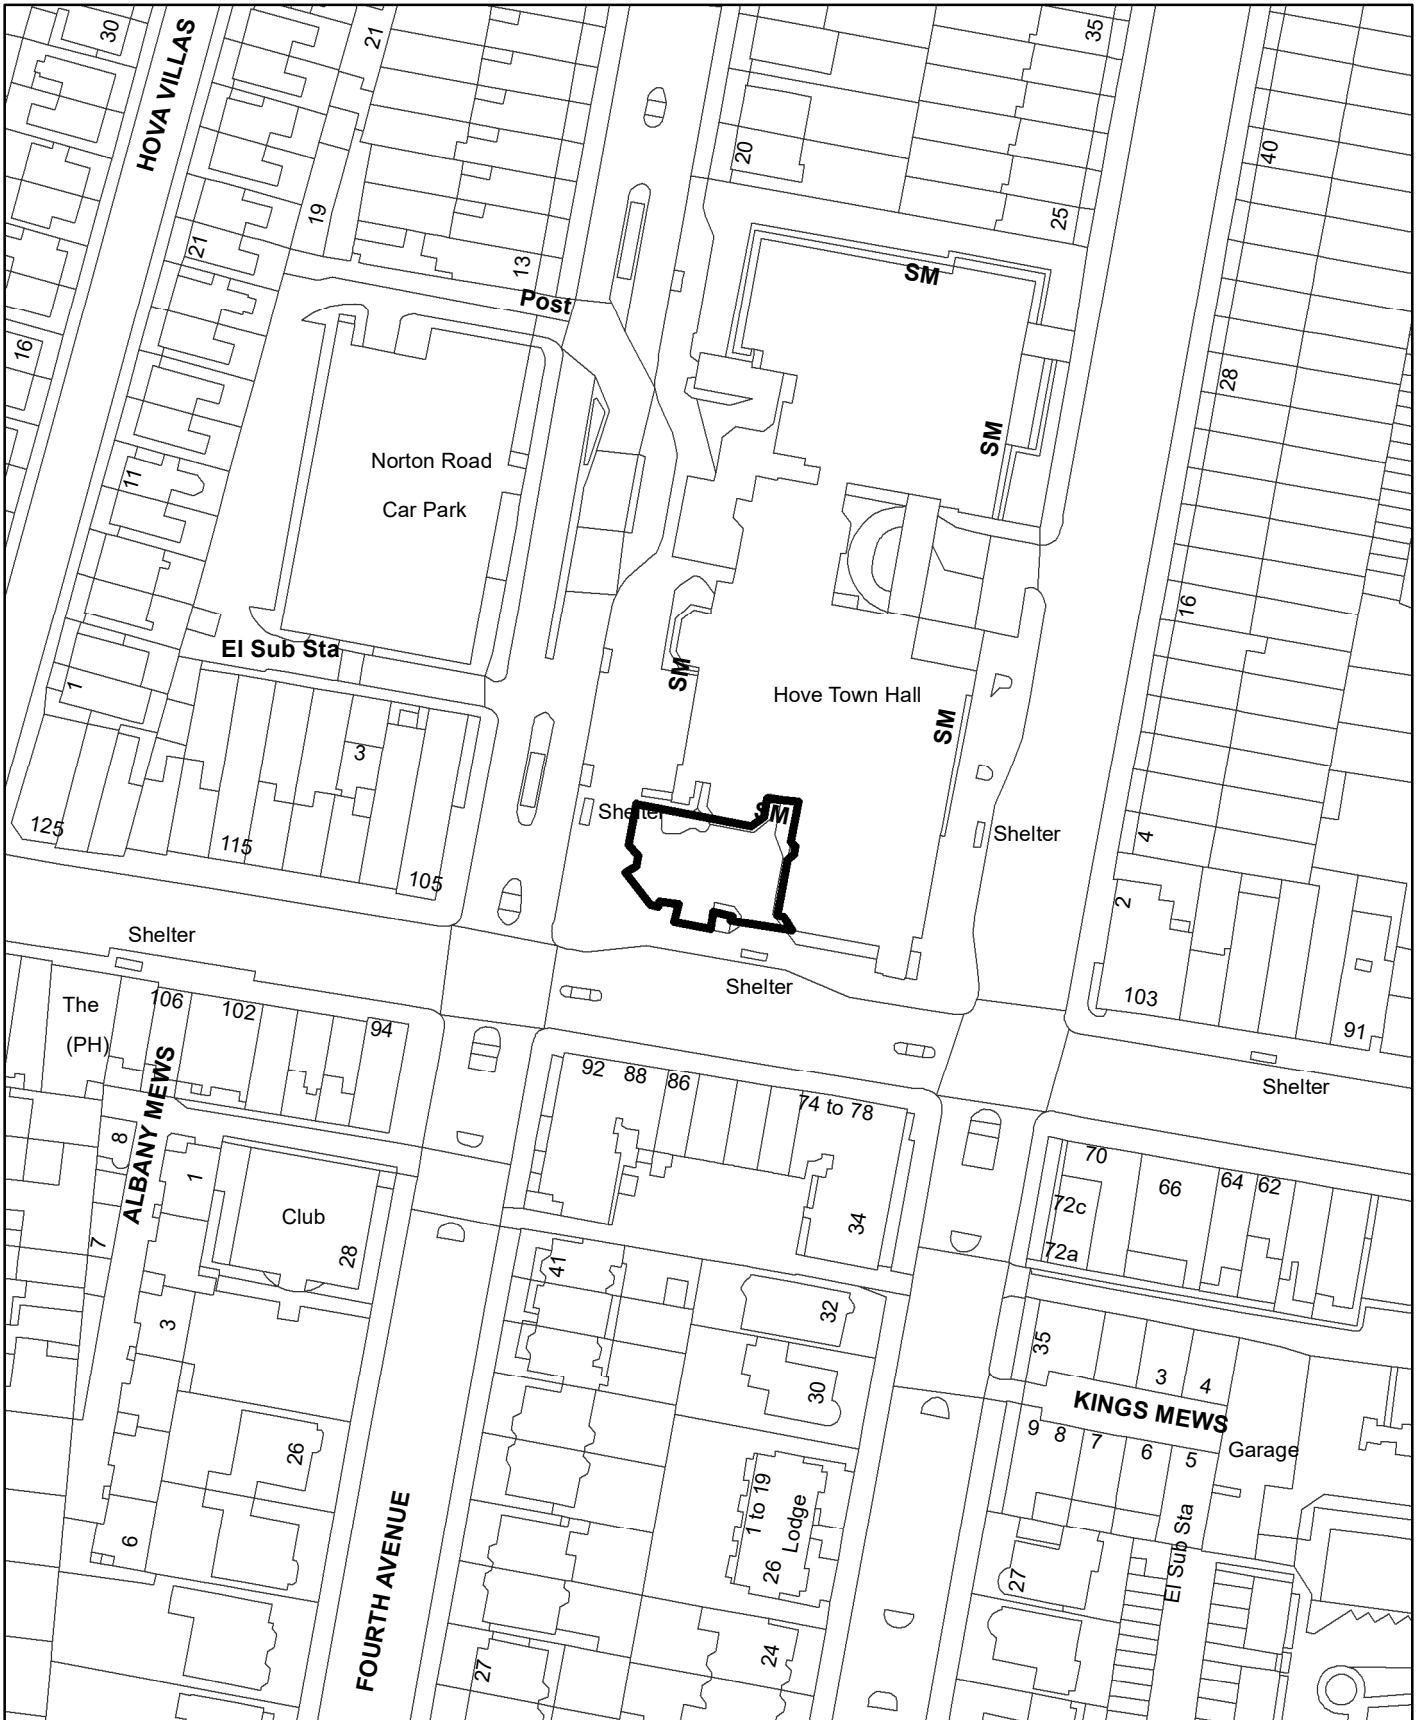 30
HOVA VILLAS
21
35
20
40
19
25
21
13
SM
Post
16
28
SM
11
Norton Road
Car Park
16
El Sub Sta
1
SM
Hove Town Hall
SM
3
Shelter
SM
Shelter
125
115
4
105
2
Shelter
Shelter
103
91
The
(PH)
106
102
94
92
88
86
74 to 78
Shelter
ALBANY MEWS
8
1
7
Club
28
41
34
70
66
64
62
72c
72a
3
32
35
30
3
4
KINGS MEWS
9
8
7
6
5
Garage
26
1 to 19
Lodge
26
6
FOURTH AVENUE
El Sub Sta
27
24
27